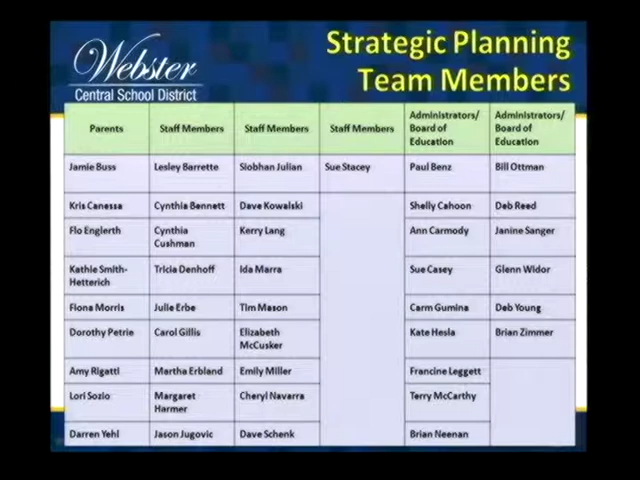 Webster
Central School District
Strategic Planning
Team Members
Parents Staff Members Staff Members Staff Members Administrators/ Board of Education Administrators/ Board of Education
Jamie Buss Lesley Barrette Siobhan Julian Sue Stacey Paul Benz Bill Ottman
Kris Canessa Cynthia Bennett Dave Kowalski Shelly Cahoon Deb Reed
Flo Englerth Cynthia Cushman Kerry Lang Ann Carmody Janine Sanger
Kathie Smith-Hetterich Tricia Denhoff Ida Marra Sue Casey Glenn Widor
Fiona Morris Julie Erbe Tim Mason Carm Gumina Deb Young
Dorothy Petrie Carol Gillis Elizabeth McCusker Kate Hesla Brian Zimmer
Amy Rigatti Martha Erbland Emily Miller Francine Leggett
Lori Sozio Margaret Harmer Cheryl Navarra Terry McCarthy
Darren Yehl Jason Jugovic Dave Schenk Brian Neenan